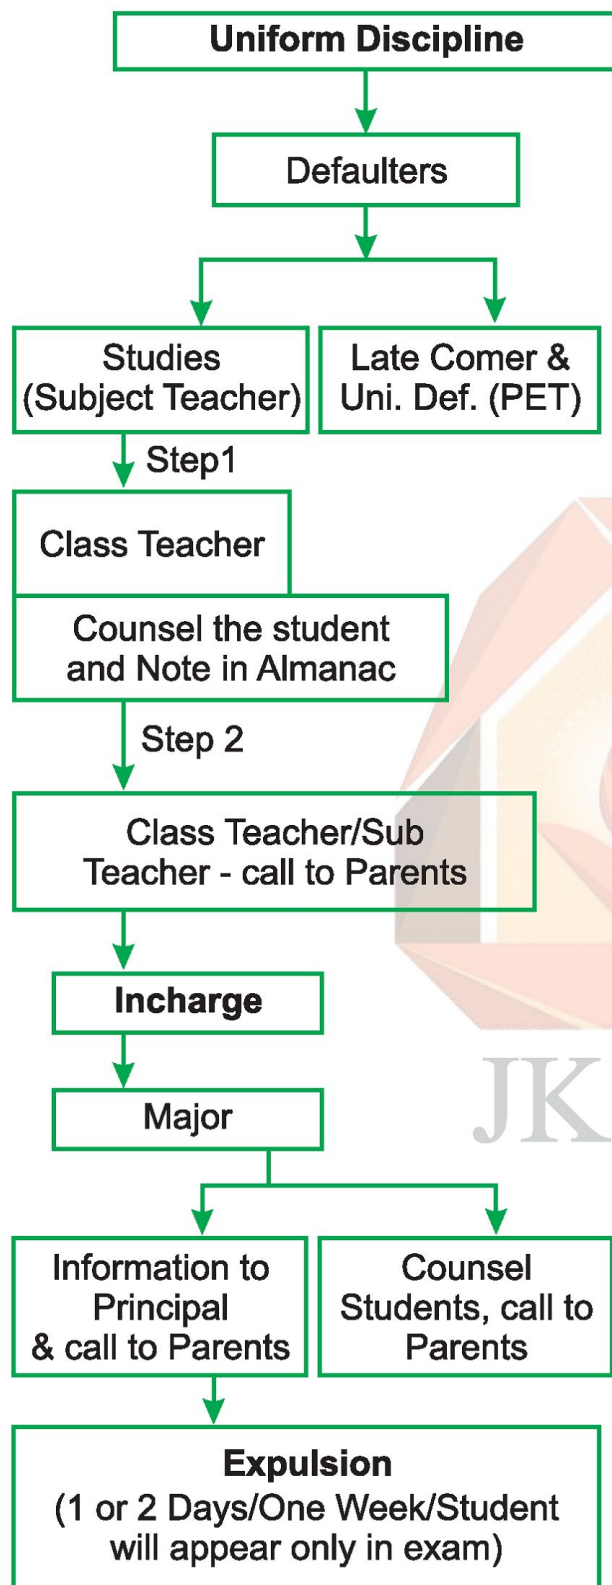 Uniform Discipline
Defaulters
Studies
(Subject Teacher)
Late Comer &
Uni. Def. (PET)
Step1
Class Teacher
Counsel the student
and Note in Almanac
Step 2
Class Teacher/Sub
Teacher - call to Parents
Incharge
Major
JK
Information to
Principal
& call to Parents
Counsel
Students, call to
Parents
Expulsion
(1 or 2 Days/One Week/Student
will appear only in exam)